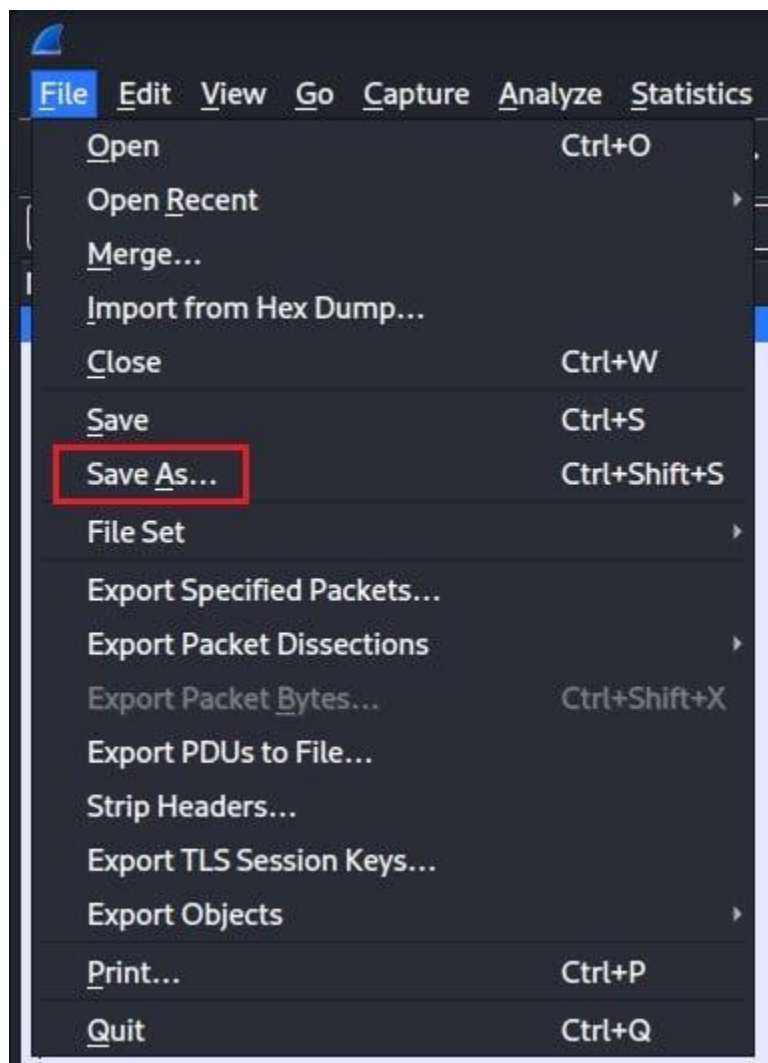 File Edit View Go Capture Analyze Statistics
Open Ctrl+O
Open Recent
Merge...
Import from Hex Dump...
Close Ctrl+W
Save Ctrl+S
Save As... Ctrl+Shift+S
File Set
Export Specified Packets...
Export Packet Dissections
Export Packet Bytes... Ctrl+Shift+X
Export PDUs to File...
Strip Headers...
Export TLS Session Keys...
Export Objects
Print... Ctrl+P
Quit Ctrl+Q